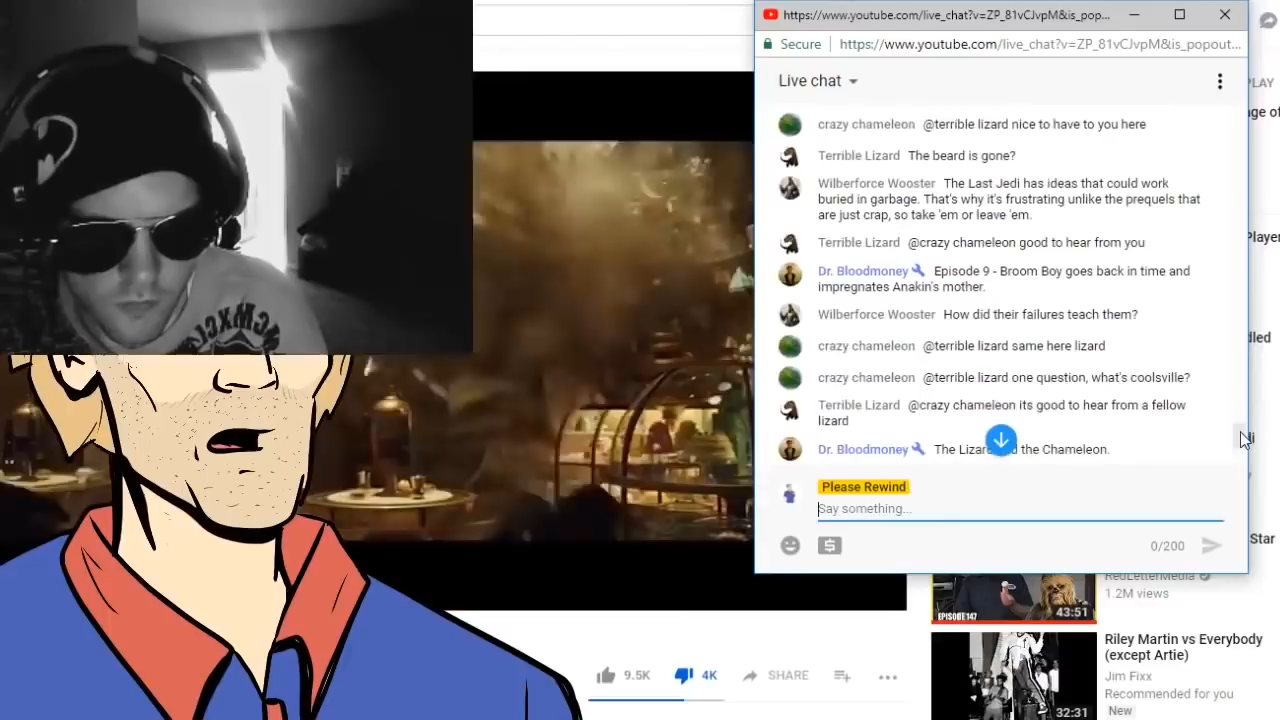 https://www.youtube.com/live_chat?v=ZP_81vCJvpM&is_pop...
Secure
https://www.youtube.com/live_chat?v=ZP_81vCJvpM&is_popout...
Live chat
PLAY
crazy chameleon @terrible lizard nice to have to you here
Terrible Lizard The beard is gone?
Wilberforce Wooster The Last Jedi has ideas that could work
buried in garbage. That's why it's frustrating unlike the prequels that
are just crap, so take 'em or leave 'em.
Terrible Lizard @crazy chameleon good to hear from you
Dr. Bloodmoney Episode 9 - Broom Boy goes back in time and
impregnates Anakin's mother.
Wilberforce Wooster How did their failures teach them?
crazy chameleon @terrible lizard same here lizard
crazy chameleon @terrible lizard one question, what's coolsville?
Terrible Lizard @crazy chameleon its good to hear from a fellow
lizard
Dr. Bloodmoney The Lizard the Chameleon.
Please Rewind
Say something...
0/200
ge of
Player
dled
Star
RedLetterMedia
1.2M views
EPISODE 147
43:51
Riley Martin vs Everybody
(except Artie)
Jim Fixx
Recommended for you
New
32:31
9.5K
4K
SHARE